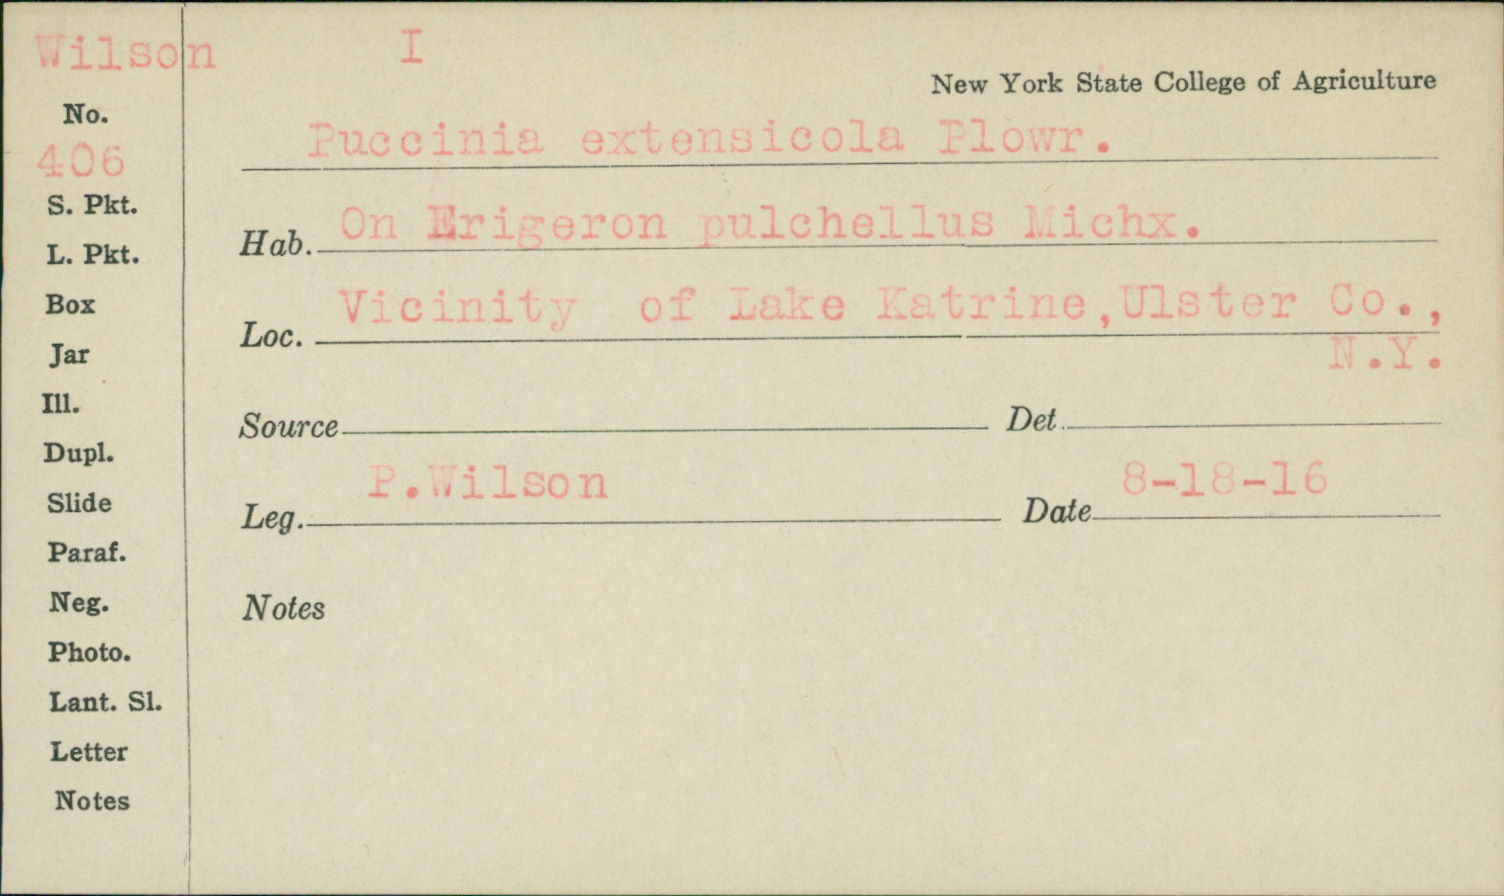 Wilson I
New York State College of Agriculture
No.
406
Puccinia extensicola Plowr.
S. Pkt.
Hab. On Erigeron pulchellus Michx.
L. Pkt.
Box
Loc. Vicinity of Lake Katrine, Ulster Co.,
N.Y.
Jar
Ill.
Source Det.
Dupl.
Slide
Leg. P.Wilson Date 8-18-16
Paraf.
Neg.
Notes
Photo.
Lant. Sl.
Letter
Notes